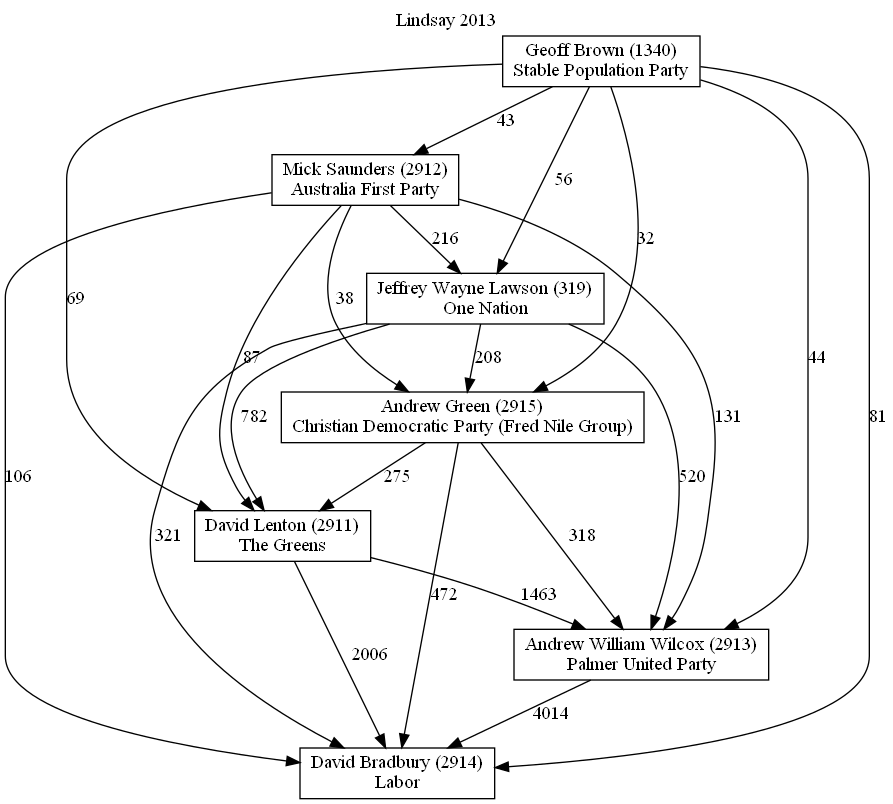 Lindsay 2013
Geoff Brown (1340)
Stable Population Party
43
Mick Saunders (2912)
Australia First Party
56
216
32
69
38
Jeffrey Wayne Lawson (319)
One Nation
87
208
44
782
Andrew Green (2915)
Christian Democratic Party (Fred Nile Group)
131
81
106
275
520
David Lenton (2911)
The Greens
321
318
472
1463
2006
Andrew William Wilcox (2913)
Palmer United Party
4014
David Bradbury (2914)
Labor